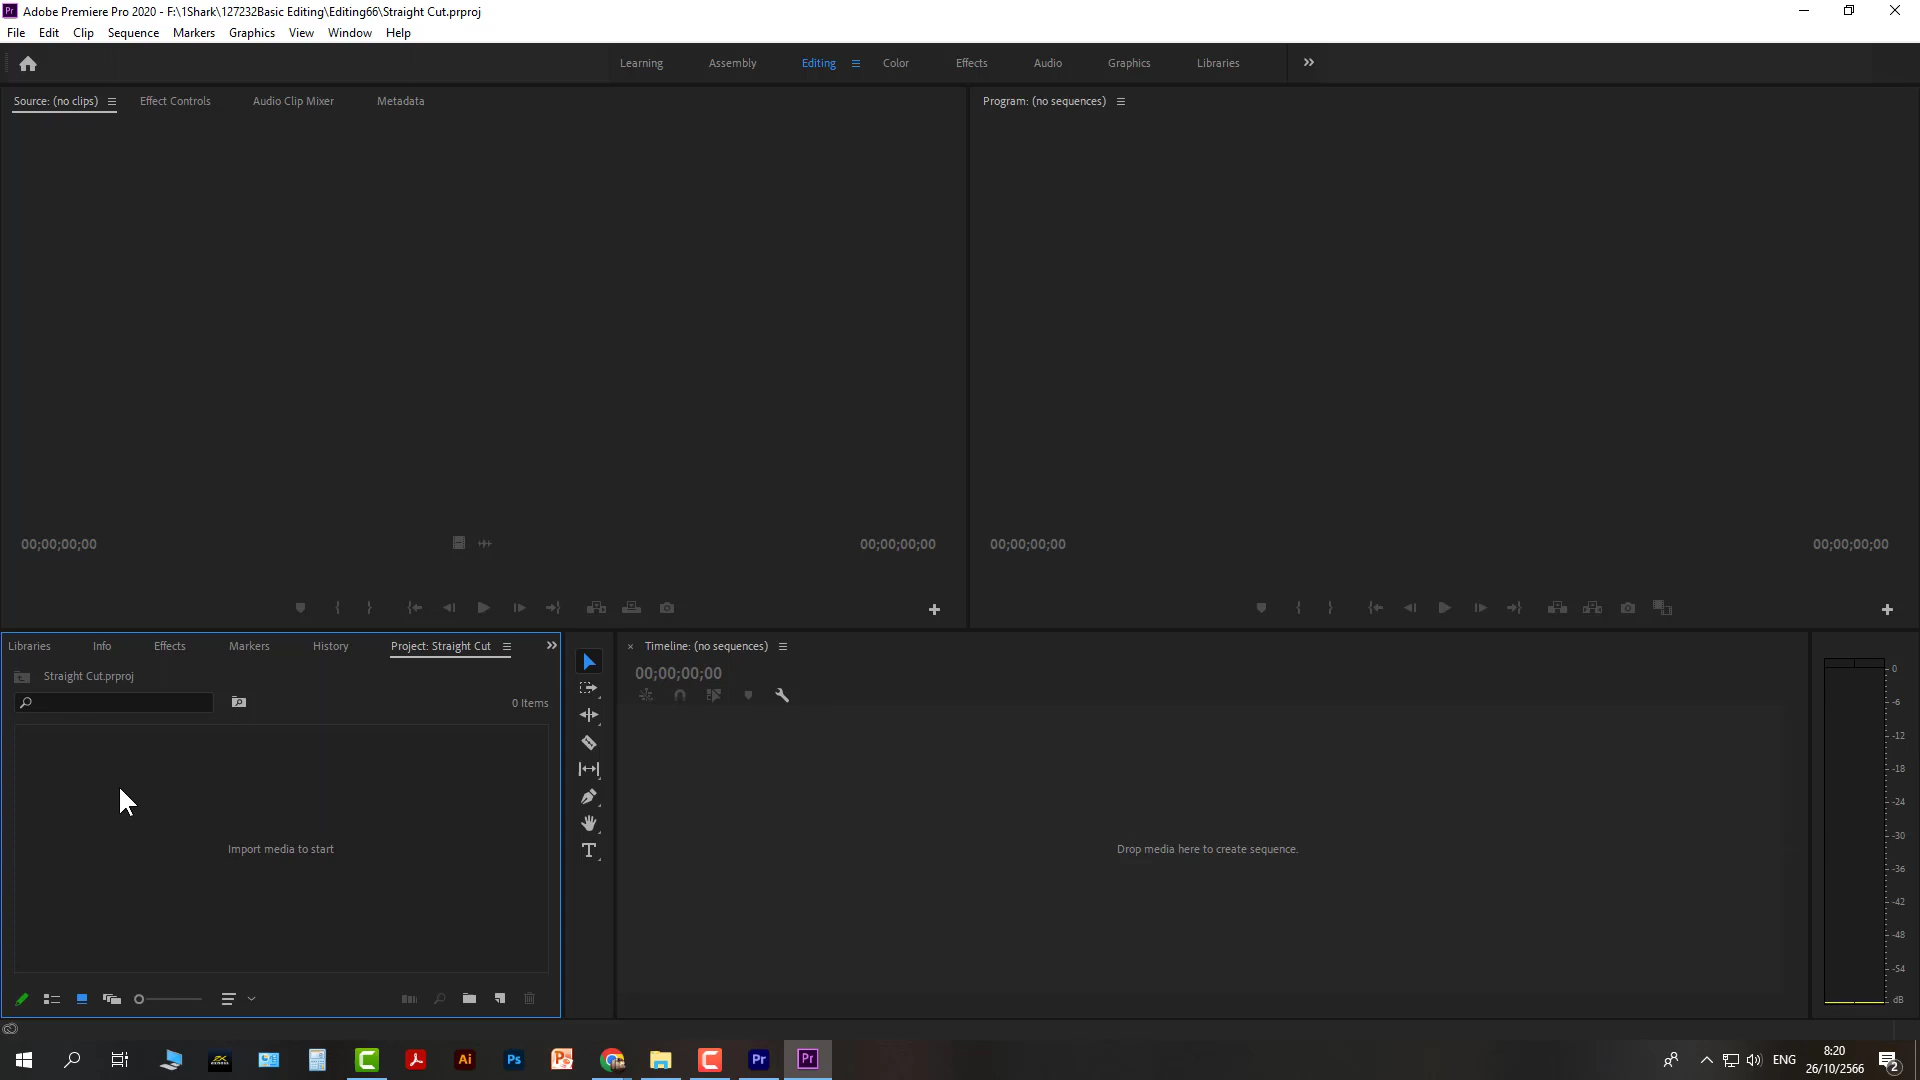 Adobe Premiere Pro 2020 - F:\1Shark\127232Basic Editing\Editing66\Straight Cut.prproj
File Edit Clip Sequence Markers Graphics View Window Help
Learning Assembly Editing Color Effects Audio Graphics Libraries
Source: (no clips) Effect Controls Audio Clip Mixer Metadata
Program: (no sequences)
00;00;00;00 00;00;00;00
00;00;00;00 00;00;00;00
Libraries Info Effects Markers History Project: Straight Cut
Straight Cut.prproj
0 Items
Import media to start
Timeline: (no sequences)
00;00;00;00
Drop media here to create sequence.
0
-6
-12
-18
-24
-30
-36
-42
-48
-54
dB
Ai Ps Pr Pr
ENG
8:20
26/10/2566
2